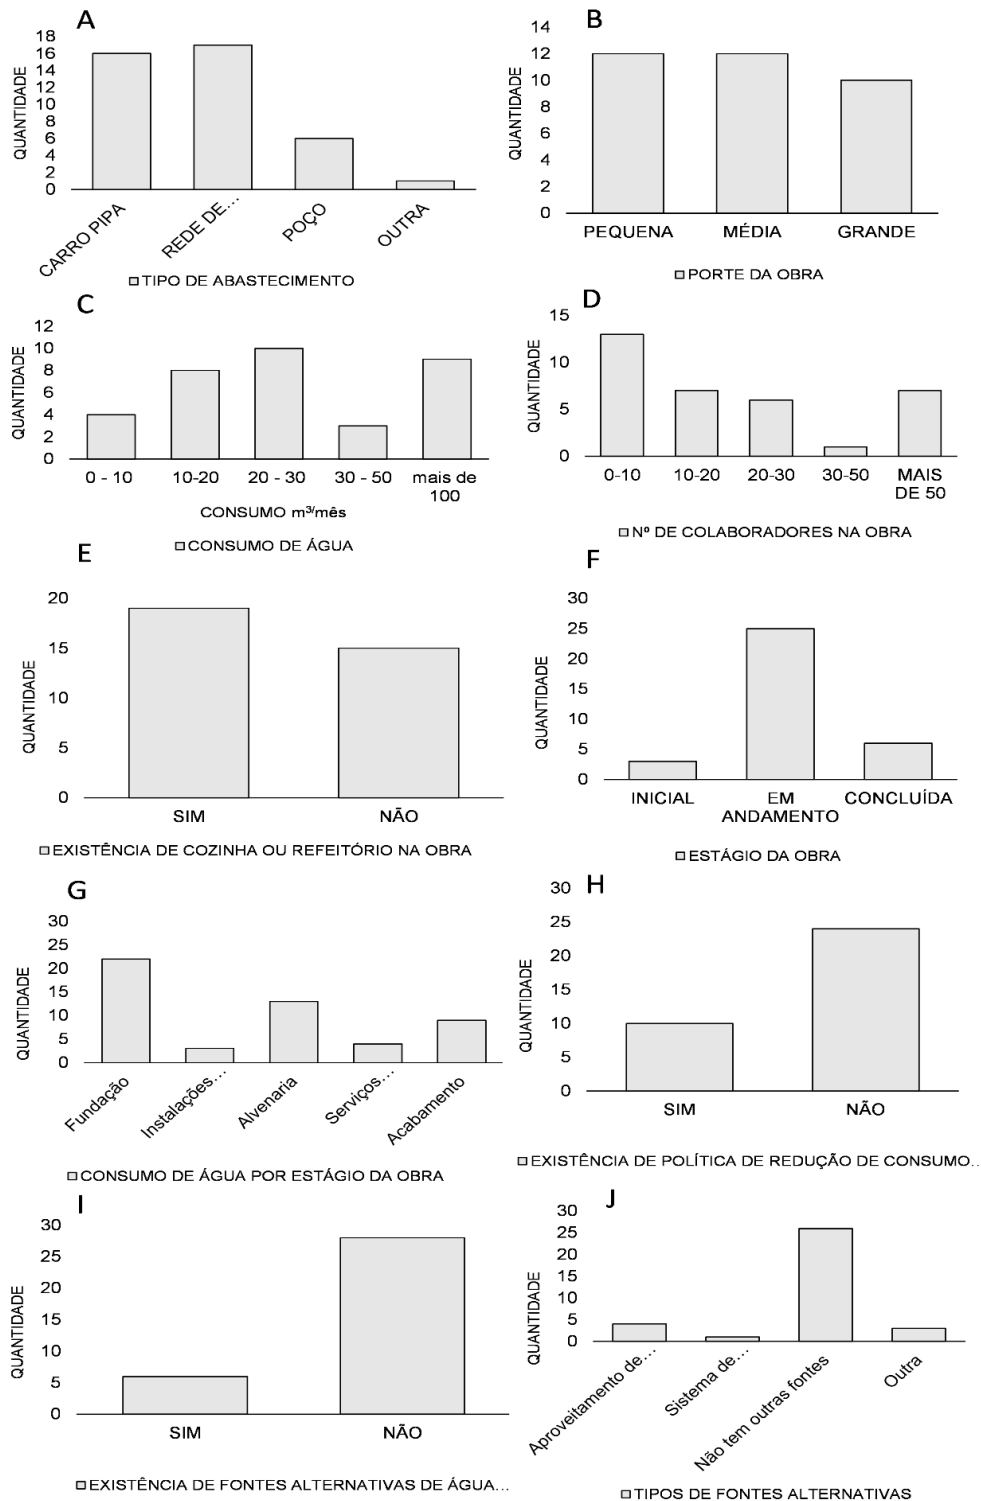 A
QUANTIDADE
18
16
14
12
10
8
6
4
2
0
CARRO PIPA
REDE DE...
POÇO
OUTRA
TIPO DE ABASTECIMENTO
B
QUANTIDADE
14
12
10
8
6
4
2
0
PEQUENA
MÉDIA
GRANDE
PORTE DA OBRA
C
QUANTIDADE
12
10
8
6
4
2
0
0 - 10
10-20
20 - 30
30 - 50
mais de
100
CONSUMO m³/mês
CONSUMO DE ÁGUA
D
QUANTIDADE
15
10
5
0
0-10
10-20
20-30
30-50
MAIS
DE 50
Nº DE COLABORADORES NA OBRA
E
QUANTIDADE
20
15
10
5
0
SIM
NÃO
EXISTÊNCIA DE COZINHA OU REFEITÓRIO NA OBRA
F
QUANTIDADE
30
25
20
15
10
5
0
INICIAL
EM
ANDAMENTO
CONCLUÍDA
ESTÁGIO DA OBRA
G
QUANTIDADE
30
25
20
15
10
5
0
Fundação
Instalações...
Alvenaria
Serviços...
Acabamento
CONSUMO DE ÁGUA POR ESTÁGIO DA OBRA
H
QUANTIDADE
30
25
20
15
10
5
0
SIM
NÃO
EXISTÊNCIA DE POLÍTICA DE REDUÇÃO DE CONSUMO..
I
QUANTIDADE
30
25
20
15
10
5
0
SIM
NÃO
EXISTÊNCIA DE FONTES ALTERNATIVAS DE ÁGUA...
J
QUANTIDADE
30
25
20
15
10
5
0
Aproveitamento de...
Sistema de...
Não tem outras fontes
Outra
TIPOS DE FONTES ALTERNATIVAS